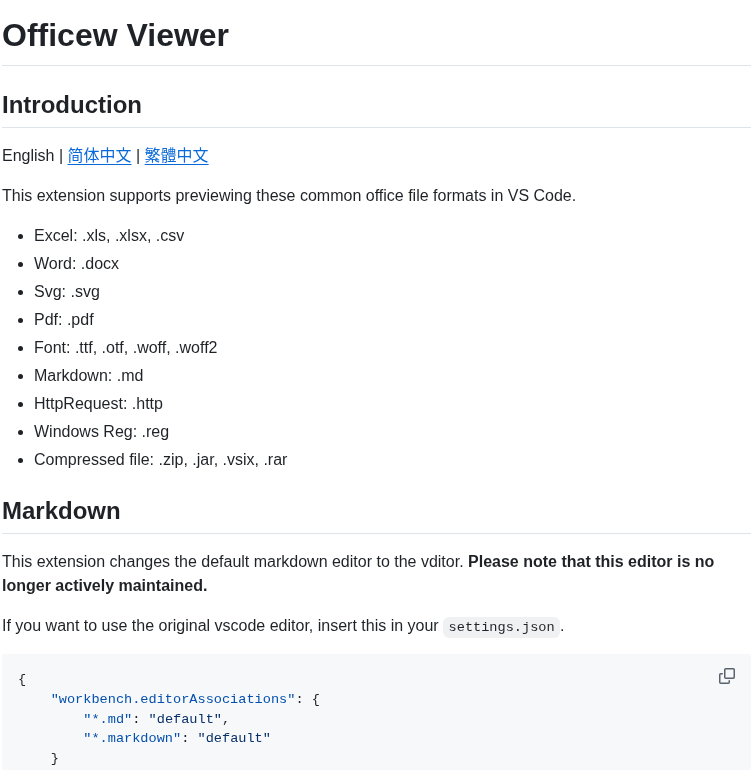 Officew Viewer
Introduction
English | 简体中文 | 繁體中文
This extension supports previewing these common office file formats in VS Code.
Excel: .xls, .xlsx, .csv
Word: .docx
Svg: .svg
Pdf: .pdf
Font: .ttf, .otf, .woff, .woff2
Markdown: .md
HttpRequest: .http
Windows Reg: .reg
Compressed file: .zip, .jar, .vsix, .rar
Markdown
This extension changes the default markdown editor to the vditor. Please note that this editor is no
longer actively maintained.
If you want to use the original vscode editor, insert this in your settings.json.
{
    "workbench.editorAssociations": {
        "*.md": "default",
        "*.markdown": "default"
    }